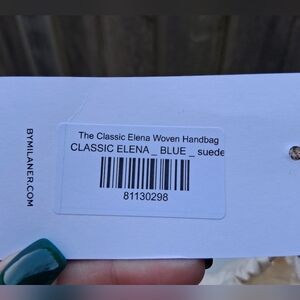 The Classic Elena Woven Handbag
CLASSIC ELENA _ BLUE _ suede
81130298
BYMILANER.COM